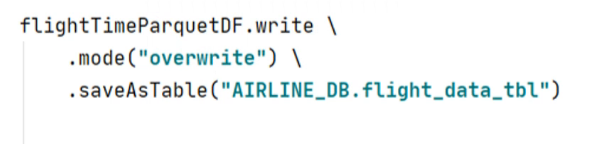 flightTimeParquetDF.write \
.mode("overwrite") \
.saveAsTable("AIRLINE_DB.flight_data_tbl")